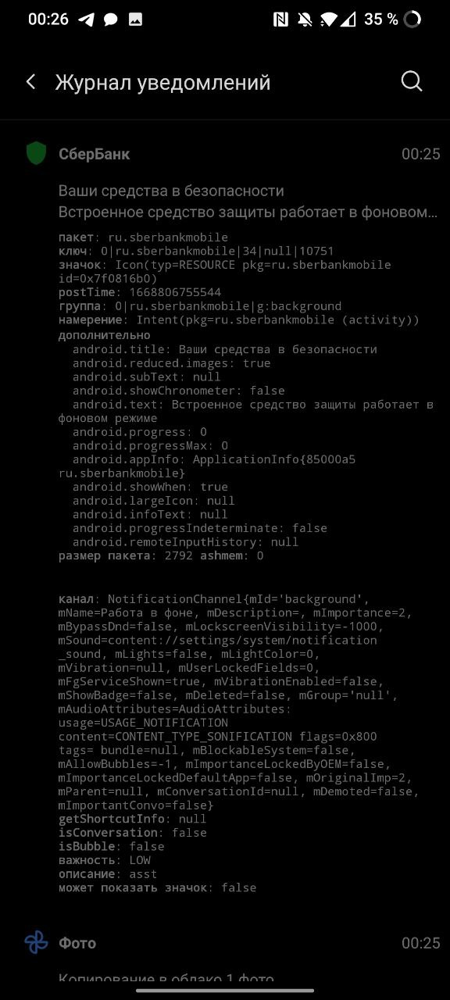 00:26
35 %
Журнал уведомлений
СберБанк
00:25
Ваши средства в безопасности
Встроенное средство защиты работает в фоновом…
пакет: ru.sberbankmobile
ключ: 0|ru.sberbankmobile|34|null|10751
значок: Icon(typ=RESOURCE pkg=ru.sberbankmobile
id=0x7f0816b0)
postTime: 1668806755544
группа: 0|ru.sberbankmobile|g:background
намерение: Intent(pkg=ru.sberbankmobile (activity))
дополнительно
android.title: Ваши средства в безопасности
android.reduced.images: true
android.subText: null
android.showChronometer: false
android.text: Встроенное средство защиты работает в
фоновом режиме
android.progress: 0
android.progressMax: 0
android.appInfo: ApplicationInfo{85000a5
ru.sberbankmobile}
android.showWhen: true
android.largeIcon: null
android.infoText: null
android.progressIndeterminate: false
android.remoteInputHistory: null
размер пакета: 2792 ashmem: 0
канал: NotificationChannel{mId='background',
mName=Работа в фоне, mDescription=, mImportance=2,
mBypassDnd=false, mLockscreenVisibility=-1000,
mSound=content://settings/system/notification
_sound, mLights=false, mLightColor=0,
mVibration=null, mUserLockedFields=0,
mFgServiceShown=true, mVibrationEnabled=false,
mShowBadge=false, mDeleted=false, mGroup='null',
mAudioAttributes=AudioAttributes:
usage=USAGE_NOTIFICATION
content=CONTENT_TYPE_SONIFICATION flags=0x800
tags= bundle=null, mBlockableSystem=false,
mAllowBubbles=-1, mImportanceLockedByOEM=false,
mImportanceLockedDefaultApp=false, mOriginalImp=2,
mParent=null, mConversationId=null, mDemoted=false,
mImportantConvo=false}
getShortcutInfo: null
isConversation: false
isBubble: false
важность: LOW
описание: asst
может показать значок: false
Фото
00:25
Копирование в облако 1 фото